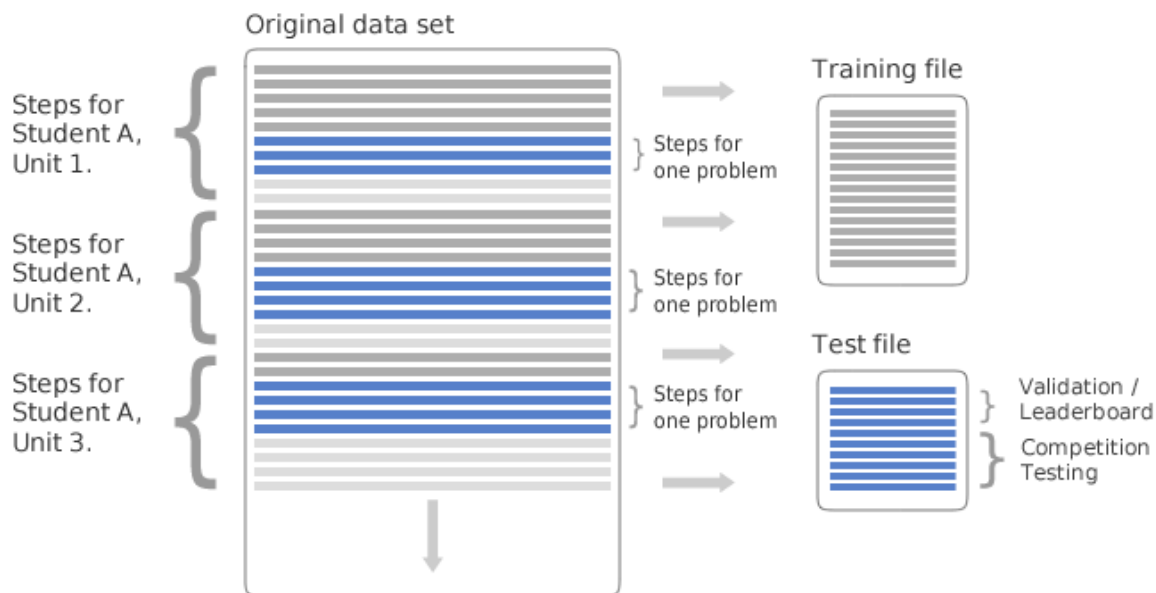 Original data set
Steps for
Student A,
Unit 1.
Steps for
one problem
Steps for
Student A,
Unit 2.
Steps for
one problem
Steps for
Student A,
Unit 3.
Steps for
one problem
Training file
Test file
Validation /
Leaderboard
Competition
Testing